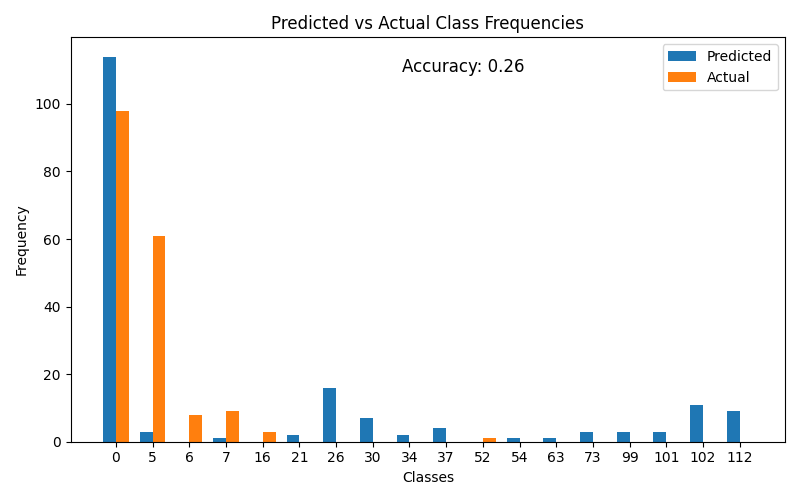 Predicted vs Actual Class Frequencies
Accuracy: 0.26
Predicted
Actual
Frequency
100
80
60
40
20
0
0 5 6 7 16 21 26 30 34 37 52 54 63 73 99 101 102 112
Classes